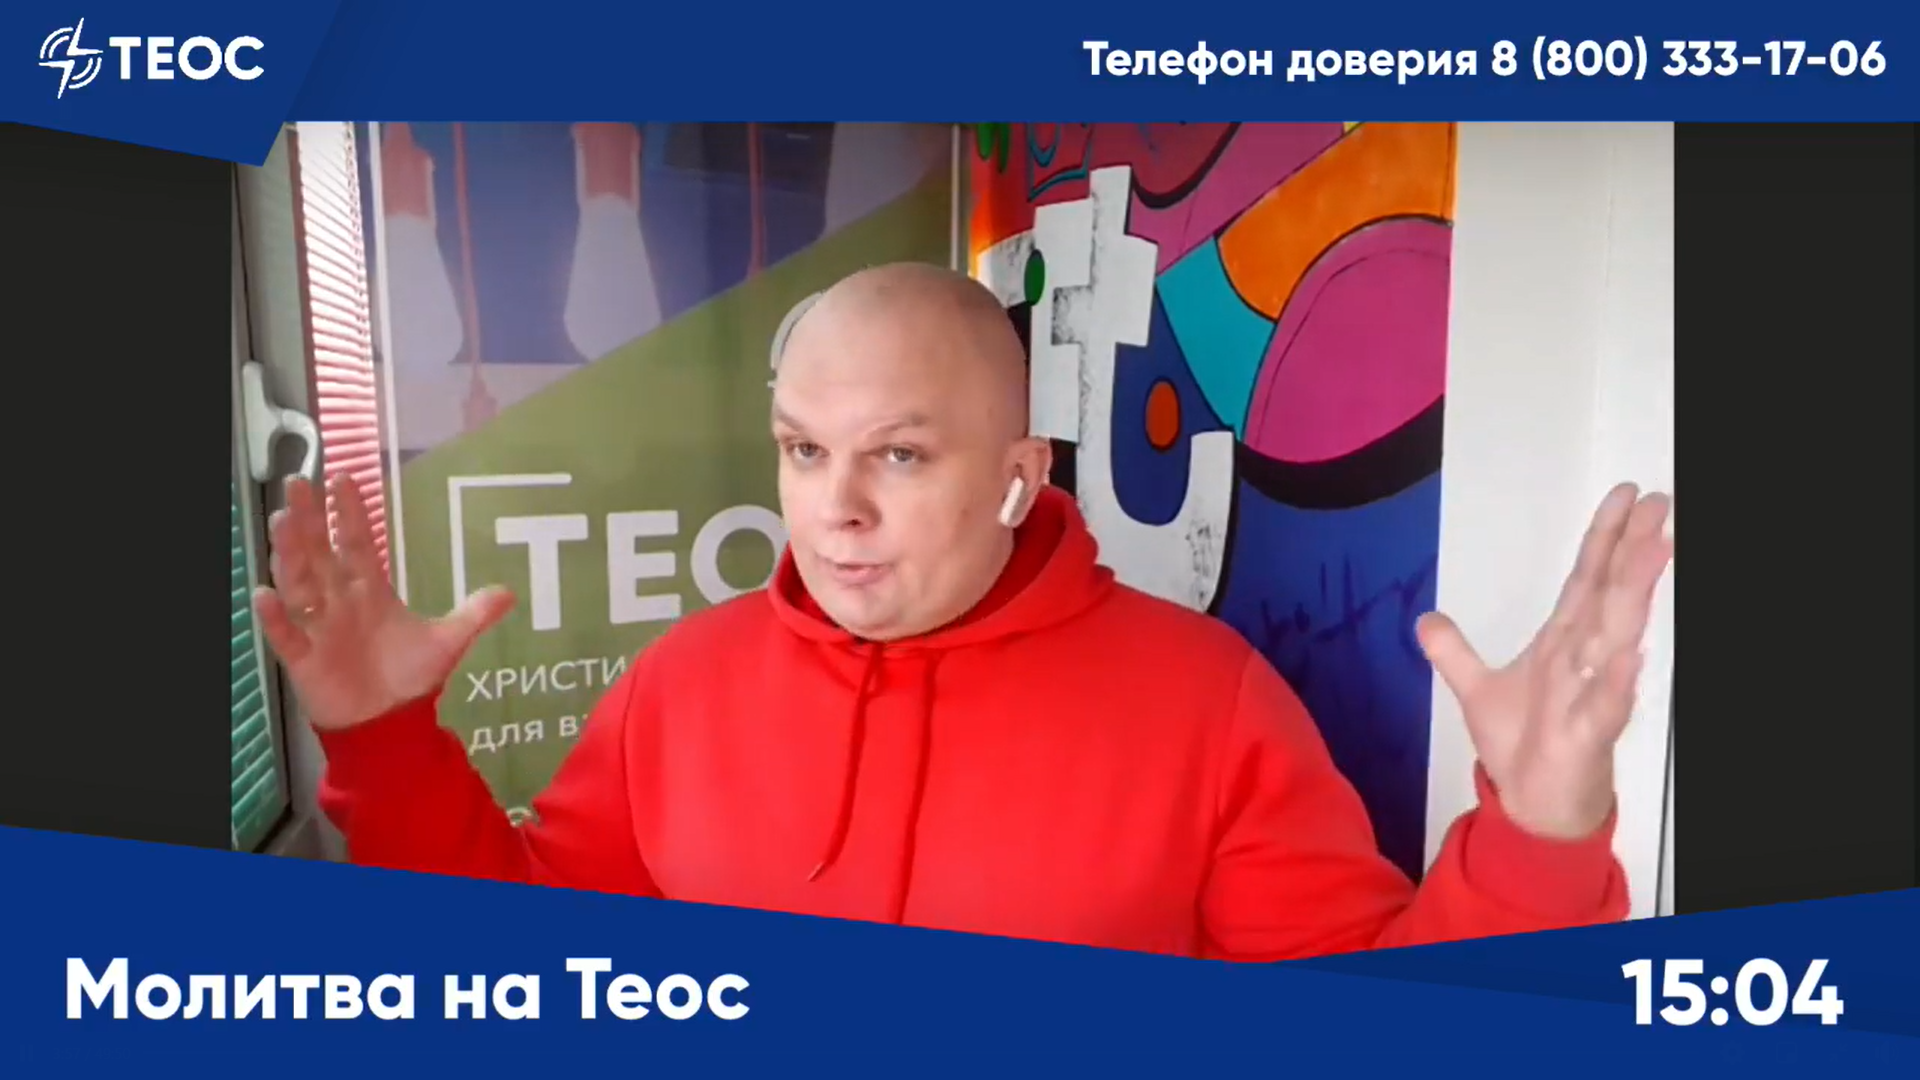 ТЕОС
Телефон доверия 8 (800) 333-17-06
ТЕО
ХРИСТИ
для в
Молитва на Теос
15:04